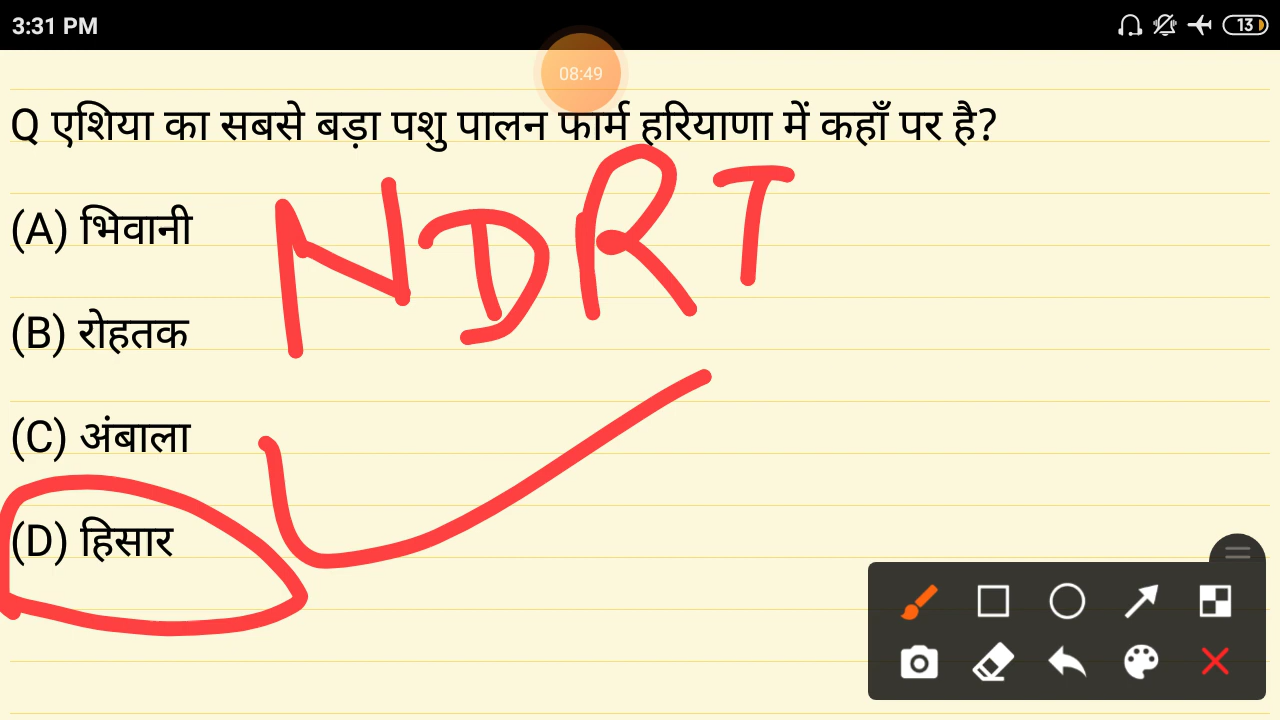 3:31 PM
13
08:49
Q एशिया का सबसे बड़ा पशु पालन फार्म हरियाणा में कहाँ पर है?
NDRT
(A) भिवानी
(B) रोहतक
(C) अंबाला
(D) हिसार